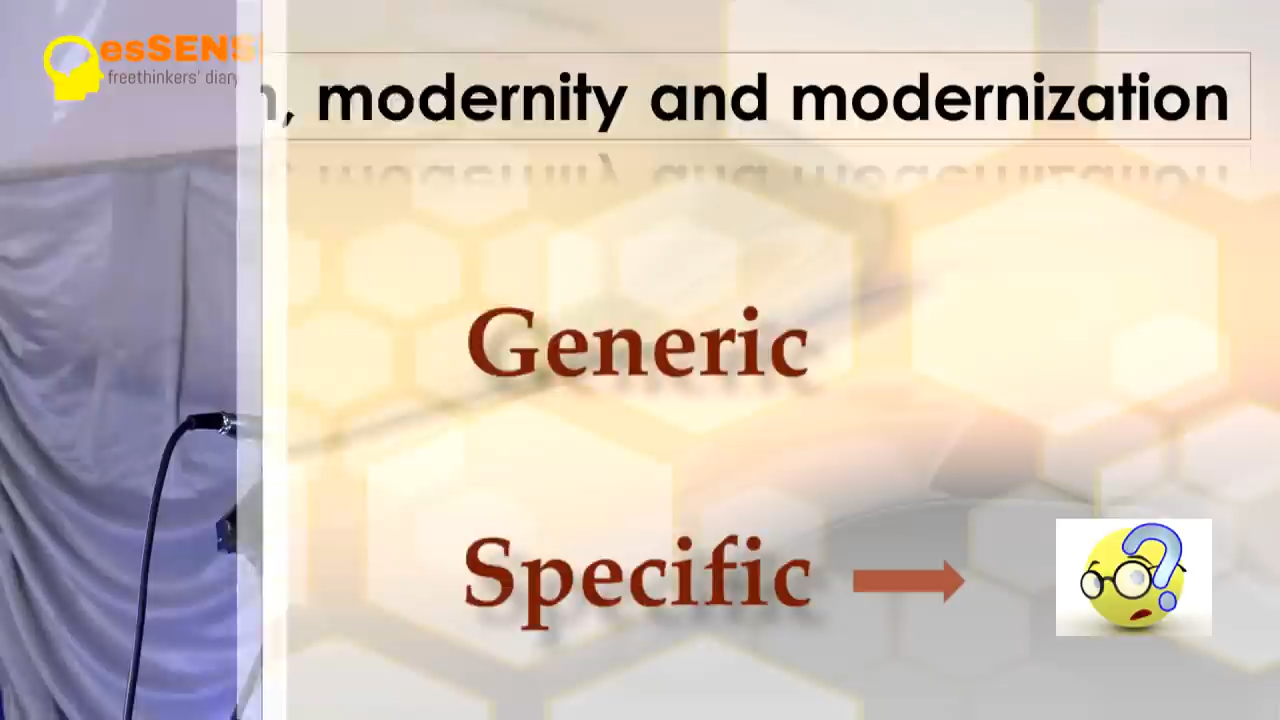 esSENS
freethinkers' diary
, modernity and modernization
Generic
Specific
?